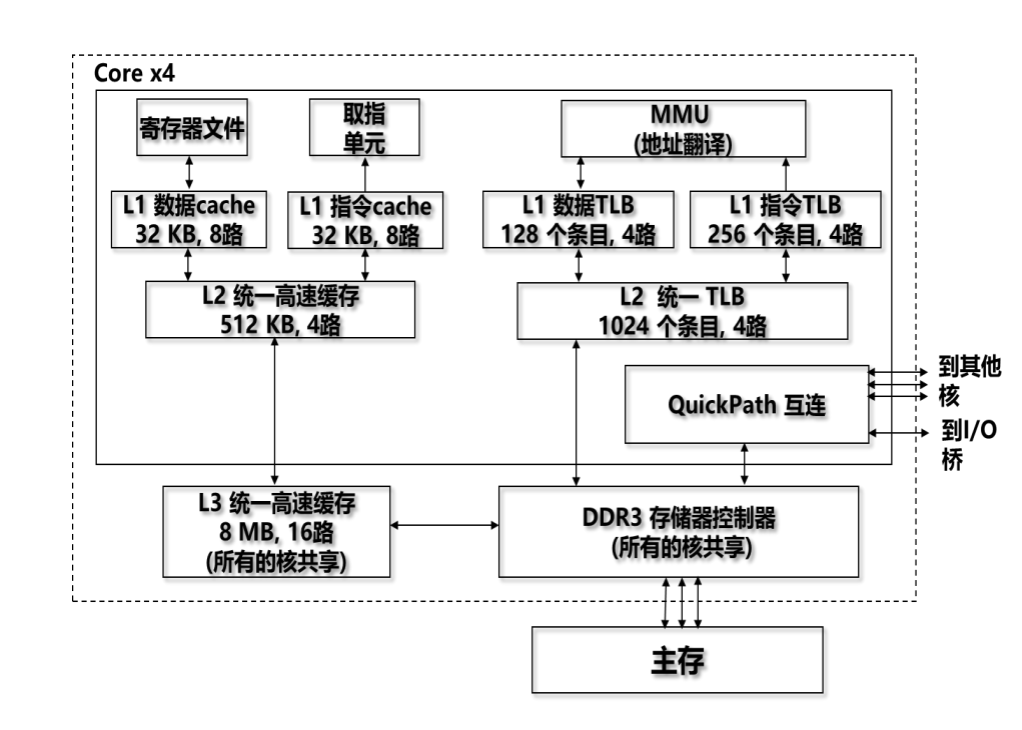 Core x4
寄存器文件
取指
单元
MMU
(地址翻译)
L1 数据cache
32 KB, 8路
L1 指令cache
32 KB, 8路
L1 数据TLB
128 个条目, 4路
L1 指令TLB
256 个条目, 4路
L2 统一高速缓存
512 KB, 4路
L2 统一 TLB
1024 个条目, 4路
QuickPath 互连
到其他
核
到I/O
桥
L3 统一高速缓存
8 MB, 16路
(所有的核共享)
DDR3 存储器控制器
(所有的核共享)
主存